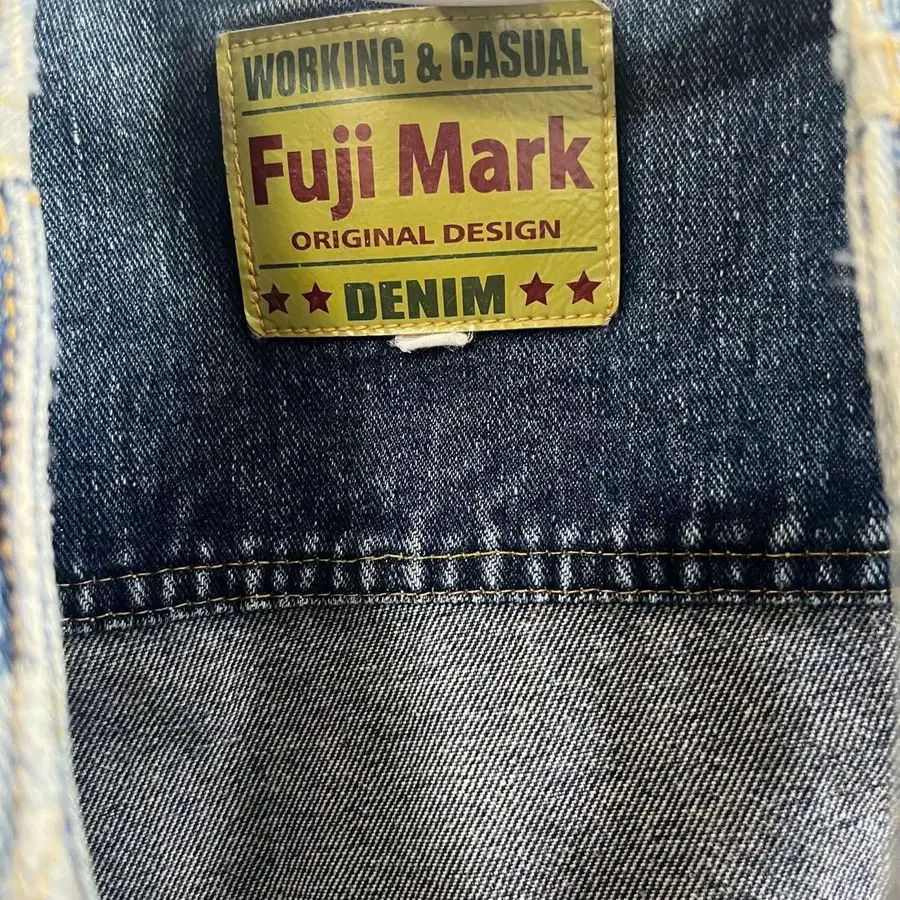 WORKING & CASUAL
Fuji Mark
ORIGINAL DESIGN
DENIM